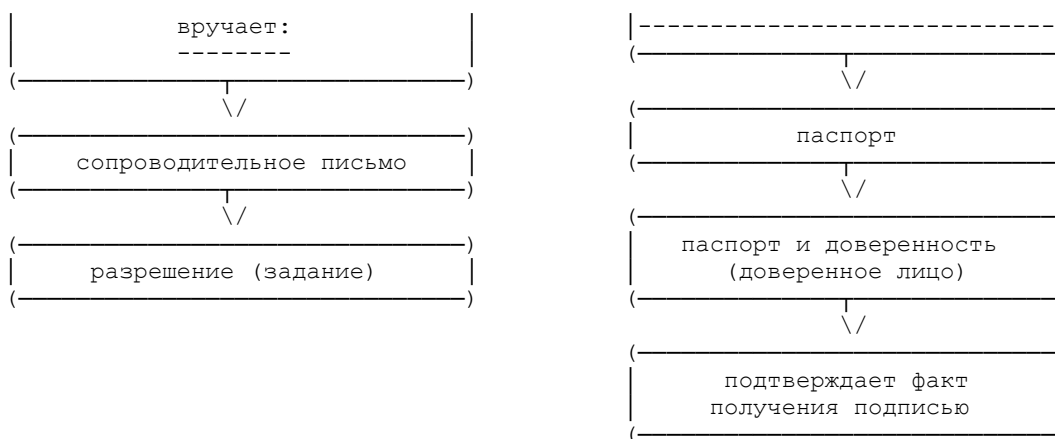 вручает:
--------
сопроводительное письмо
разрешение (задание)
-----------------------------
паспорт
паспорт и доверенность
(доверенное лицо)
подтверждает факт
получения подписью